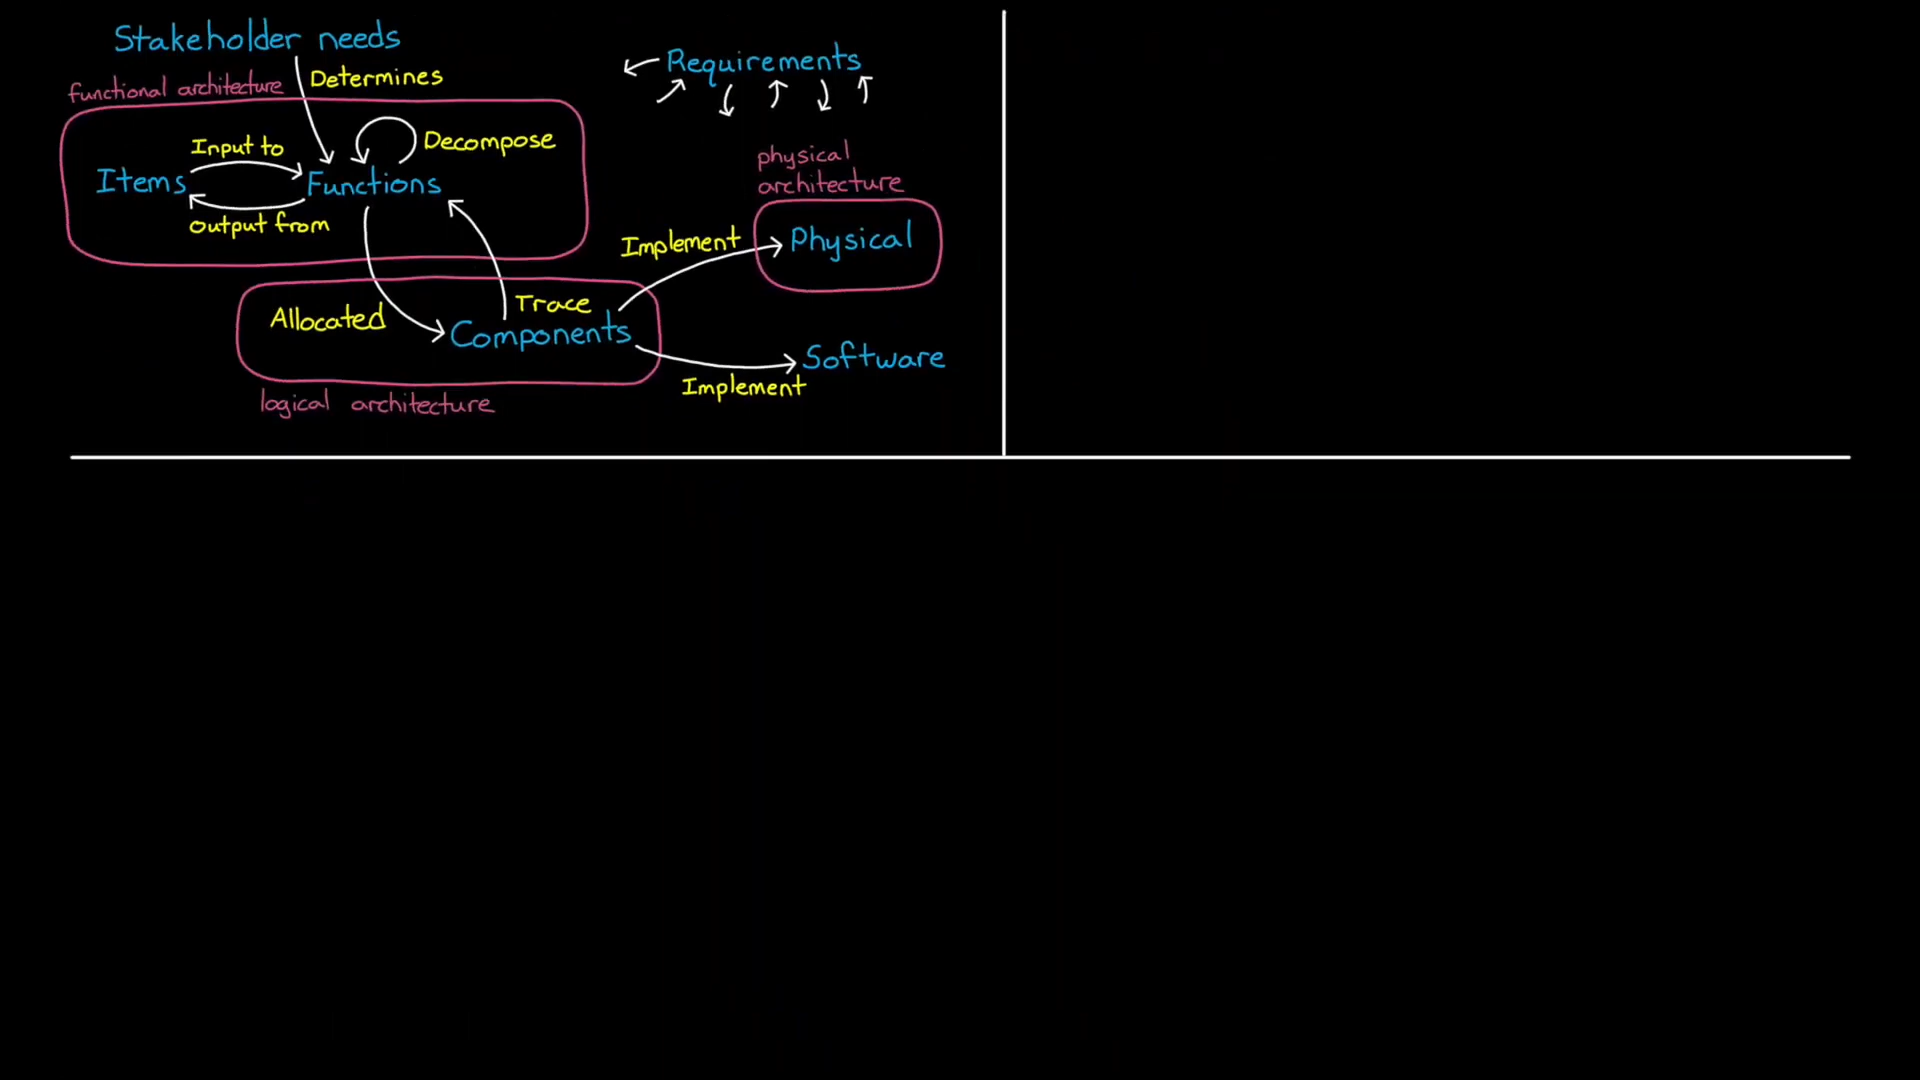 Stakeholder needs
Requirements
Determines
functional architecture
Input to
Decompose
Items
Functions
output from
physical
architecture
Implement
Physical
Allocated
Trace
Components
Software
Implement
logical architecture